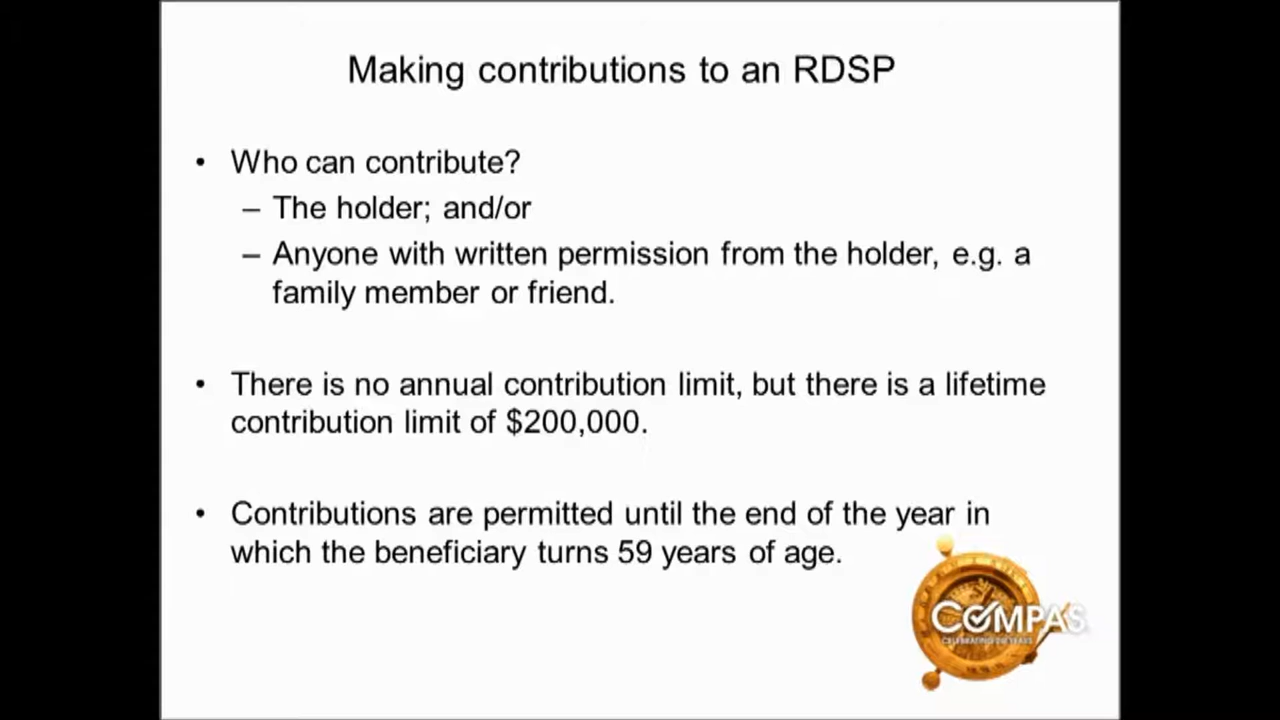 Making contributions to an RDSP
• Who can contribute?
– The holder; and/or
– Anyone with written permission from the holder, e.g. a
family member or friend.
• There is no annual contribution limit, but there is a lifetime
contribution limit of $200,000.
• Contributions are permitted until the end of the year in
which the beneficiary turns 59 years of age.
COMPAS
CELEBRATING YEARS